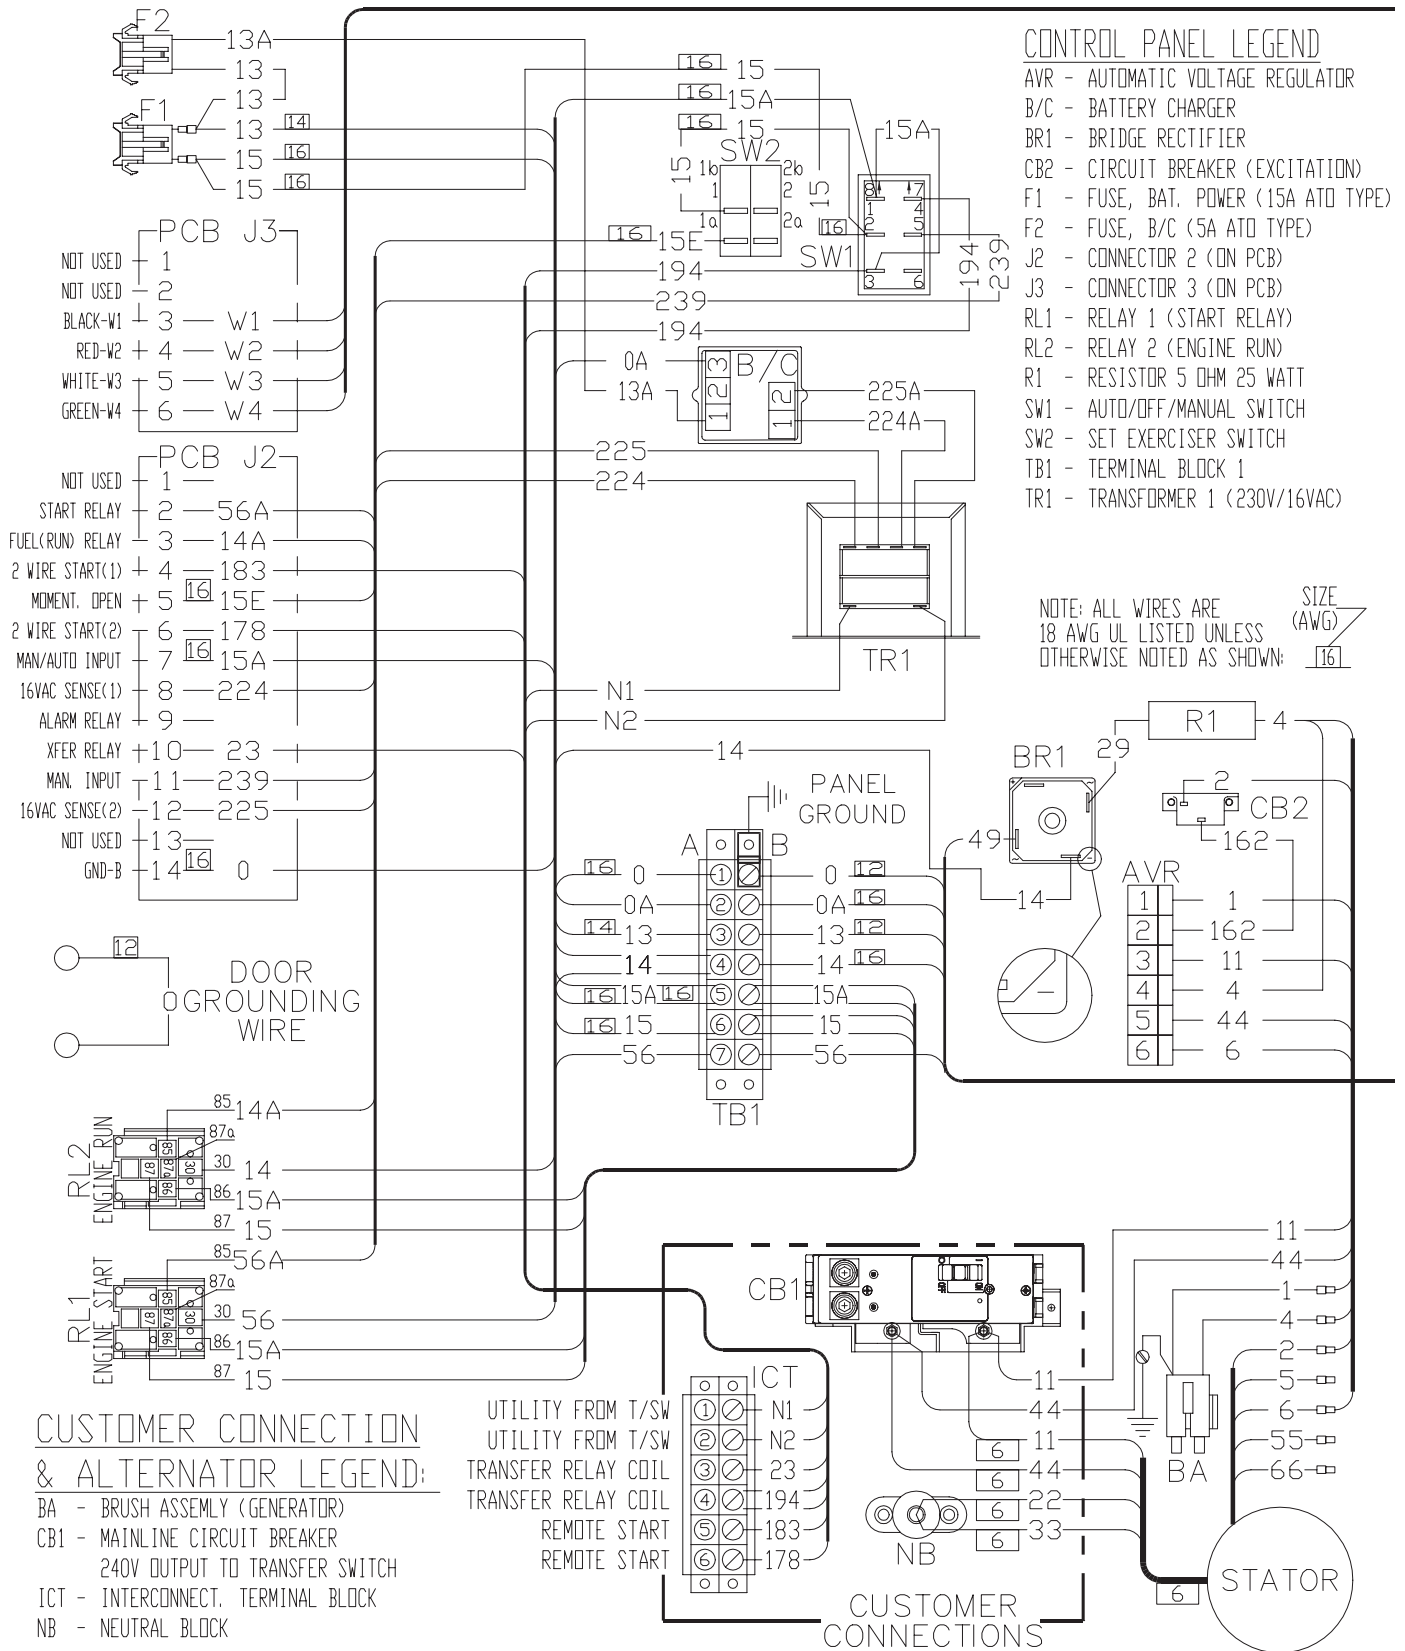 F2
13A
13
13
F1
13 14
15 16
15 16
16 15
16 15A
16 15
SW2
1b 2b
1 2
1a 2a
15
15
15A
8 7
1 4
2 5
3 6
16
SW1
16 15E
194
239
194
194
239
0A
13A
3 2 1
B/C
2 1
225A
224A
225
224
TR1
N1
N2
14
CONTROL PANEL LEGEND
AVR - AUTOMATIC VOLTAGE REGULATOR
B/C - BATTERY CHARGER
BR1 - BRIDGE RECTIFIER
CB2 - CIRCUIT BREAKER (EXCITATION)
F1 - FUSE, BAT. POWER (15A ATO TYPE)
F2 - FUSE, B/C (5A ATO TYPE)
J2 - CONNECTOR 2 (ON PCB)
J3 - CONNECTOR 3 (ON PCB)
RL1 - RELAY 1 (START RELAY)
RL2 - RELAY 2 (ENGINE RUN)
R1 - RESISTOR 5 OHM 25 WATT
SW1 - AUTO/OFF/MANUAL SWITCH
SW2 - SET EXERCISER SWITCH
TB1 - TERMINAL BLOCK 1
TR1 - TRANSFORMER 1 (230V/16VAC)
NOTE: ALL WIRES ARE
18 AWG UL LISTED UNLESS
OTHERWISE NOTED AS SHOWN:
SIZE
(AWG)
16
PCB J3
NOT USED 1
NOT USED 2
BLACK-W1 3 W1
RED-W2 4 W2
WHITE-W3 5 W3
GREEN-W4 6 W4
PCB J2
NOT USED 1
START RELAY 2 56A
FUEL(RUN) RELAY 3 14A
2 WIRE START(1) 4 183
MOMENT. OPEN 5 16 15E
2 WIRE START(2) 6 178
MAN/AUTO INPUT 7 16 15A
16VAC SENSE(1) 8 224
ALARM RELAY 9
XFER RELAY 10 23
MAN. INPUT 11 239
16VAC SENSE(2) 12 225
NOT USED 13
GND-B 14 16 0
12
DOOR
0 GROUNDING
WIRE
PANEL
GROUND
A B
16 0 1 0 12
0A 2 0A 16
14 13 3 13 12
14 4 14 16
16 15A 16 5 15A
16 15 6 15
56 7 56
TB1
R1 4
29
BR1
+ ~
~ -
49
14
-
2
CB2
162
AVR
1 1
2 162
3 11
4 4
5 44
6 6
RL2
ENGINE RUN
85 87a 87 30 86
85 14A
87a
30 14
86 15A
87 15
RL1
ENGINE START
85 87a 87 30 86
85 56A
87a
30 56
86 15A
87 15
CB1
OFF ON
11
44
1
4
2
5
6
55
66
BA
11
44
11
6
44
6
22
6
33
6
NB
6
STATOR
CUSTOMER
CONNECTIONS
ICT
UTILITY FROM T/SW 1 N1
UTILITY FROM T/SW 2 N2
TRANSFER RELAY COIL 3 23
TRANSFER RELAY COIL 4 194
REMOTE START 5 183
REMOTE START 6 178
CUSTOMER CONNECTION
& ALTERNATOR LEGEND:
BA - BRUSH ASSEMLY (GENERATOR)
CB1 - MAINLINE CIRCUIT BREAKER
240V OUTPUT TO TRANSFER SWITCH
ICT - INTERCONNECT. TERMINAL BLOCK
NB - NEUTRAL BLOCK